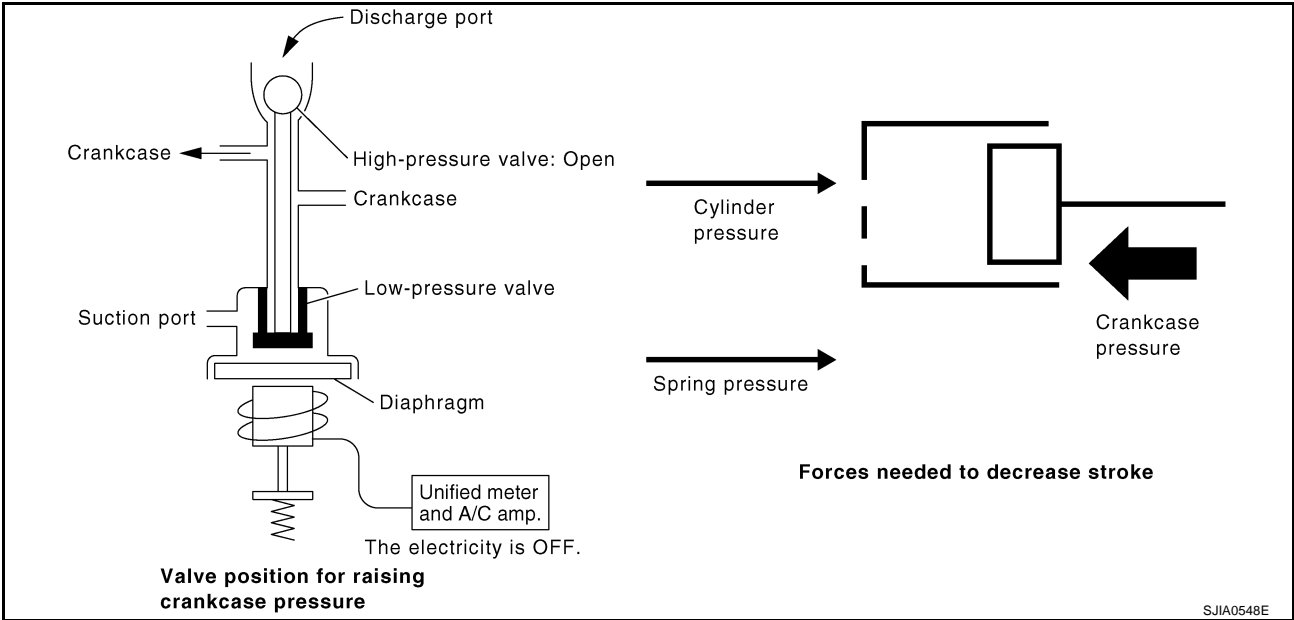 Discharge port
High-pressure valve: Open
Crankcase
Crankcase
Low-pressure valve
Suction port
Diaphragm
Unified meter
and A/C amp.
The electricity is OFF.
Valve position for raising
crankcase pressure
Cylinder
pressure
Spring pressure
Crankcase
pressure
Forces needed to decrease stroke
SJIA0548E